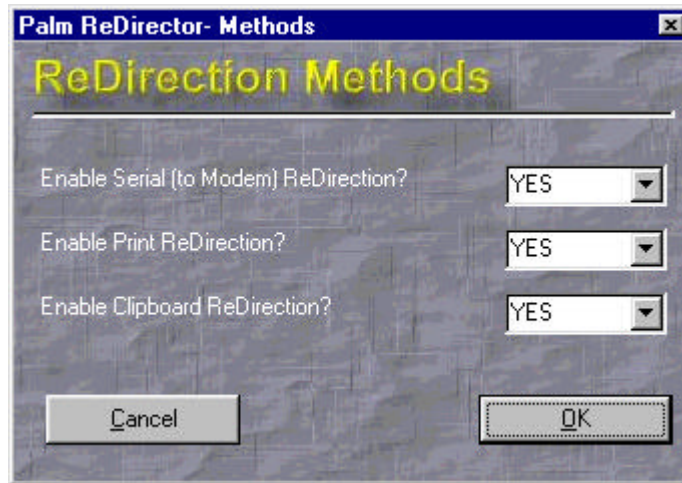 Palm ReDirector- Methods
ReDirection Methods
Enable Serial (to Modem) ReDirection? YES
Enable Print ReDirection? YES
Enable Clipboard ReDirection? YES
Cancel OK